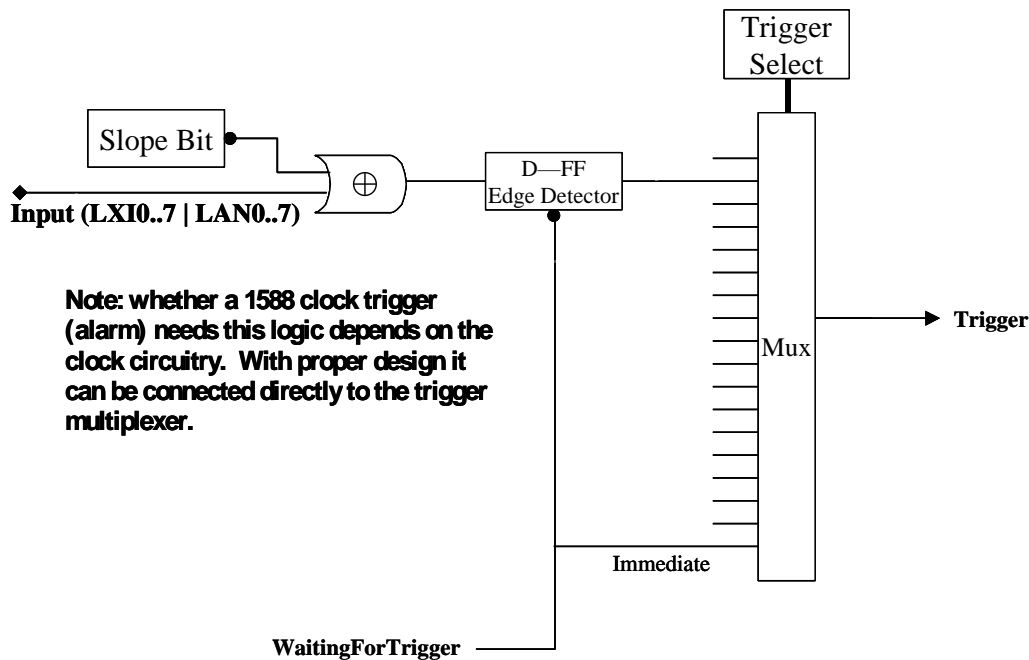 Trigger
Select
Slope Bit
D—FF
Edge Detector
Input (LXI0..7 | LAN0..7)
Note: whether a 1588 clock trigger
(alarm) needs this logic depends on the
clock circuitry.  With proper design it
can be connected directly to the trigger
multiplexer.
Trigger
Mux
Immediate
WaitingForTrigger